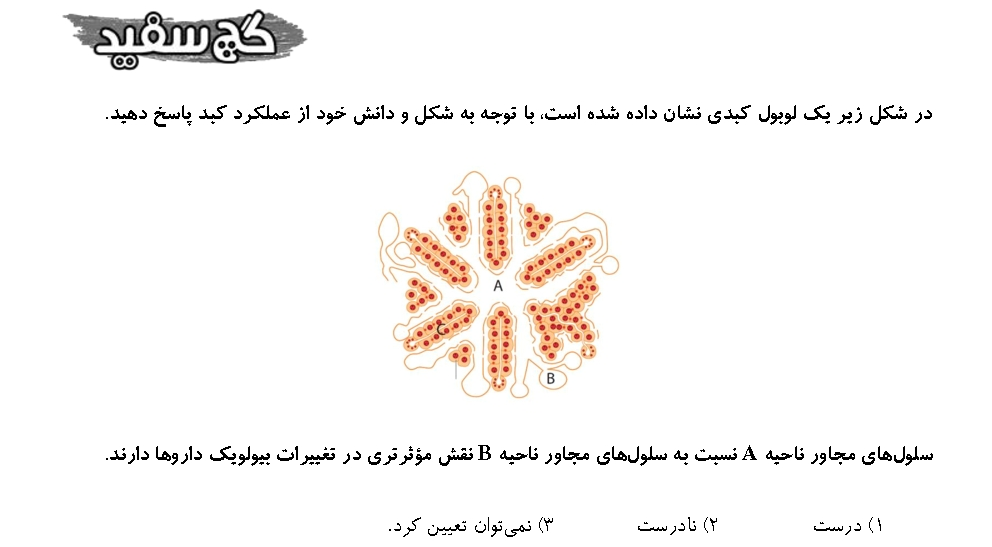 گچ سفید
در شکل زیر یک لوبول کبدی نشان داده شده است، با توجه به شکل و دانش خود از عملکرد کبد پاسخ دهید.
A
C
B
سلول‌های مجاور ناحیه A نسبت به سلول‌های مجاور ناحیه B نقش مؤثرتری در تغییرات بیولویک داروها دارند.
۱) درست ۲) نادرست ۳) نمی‌توان تعیین کرد.